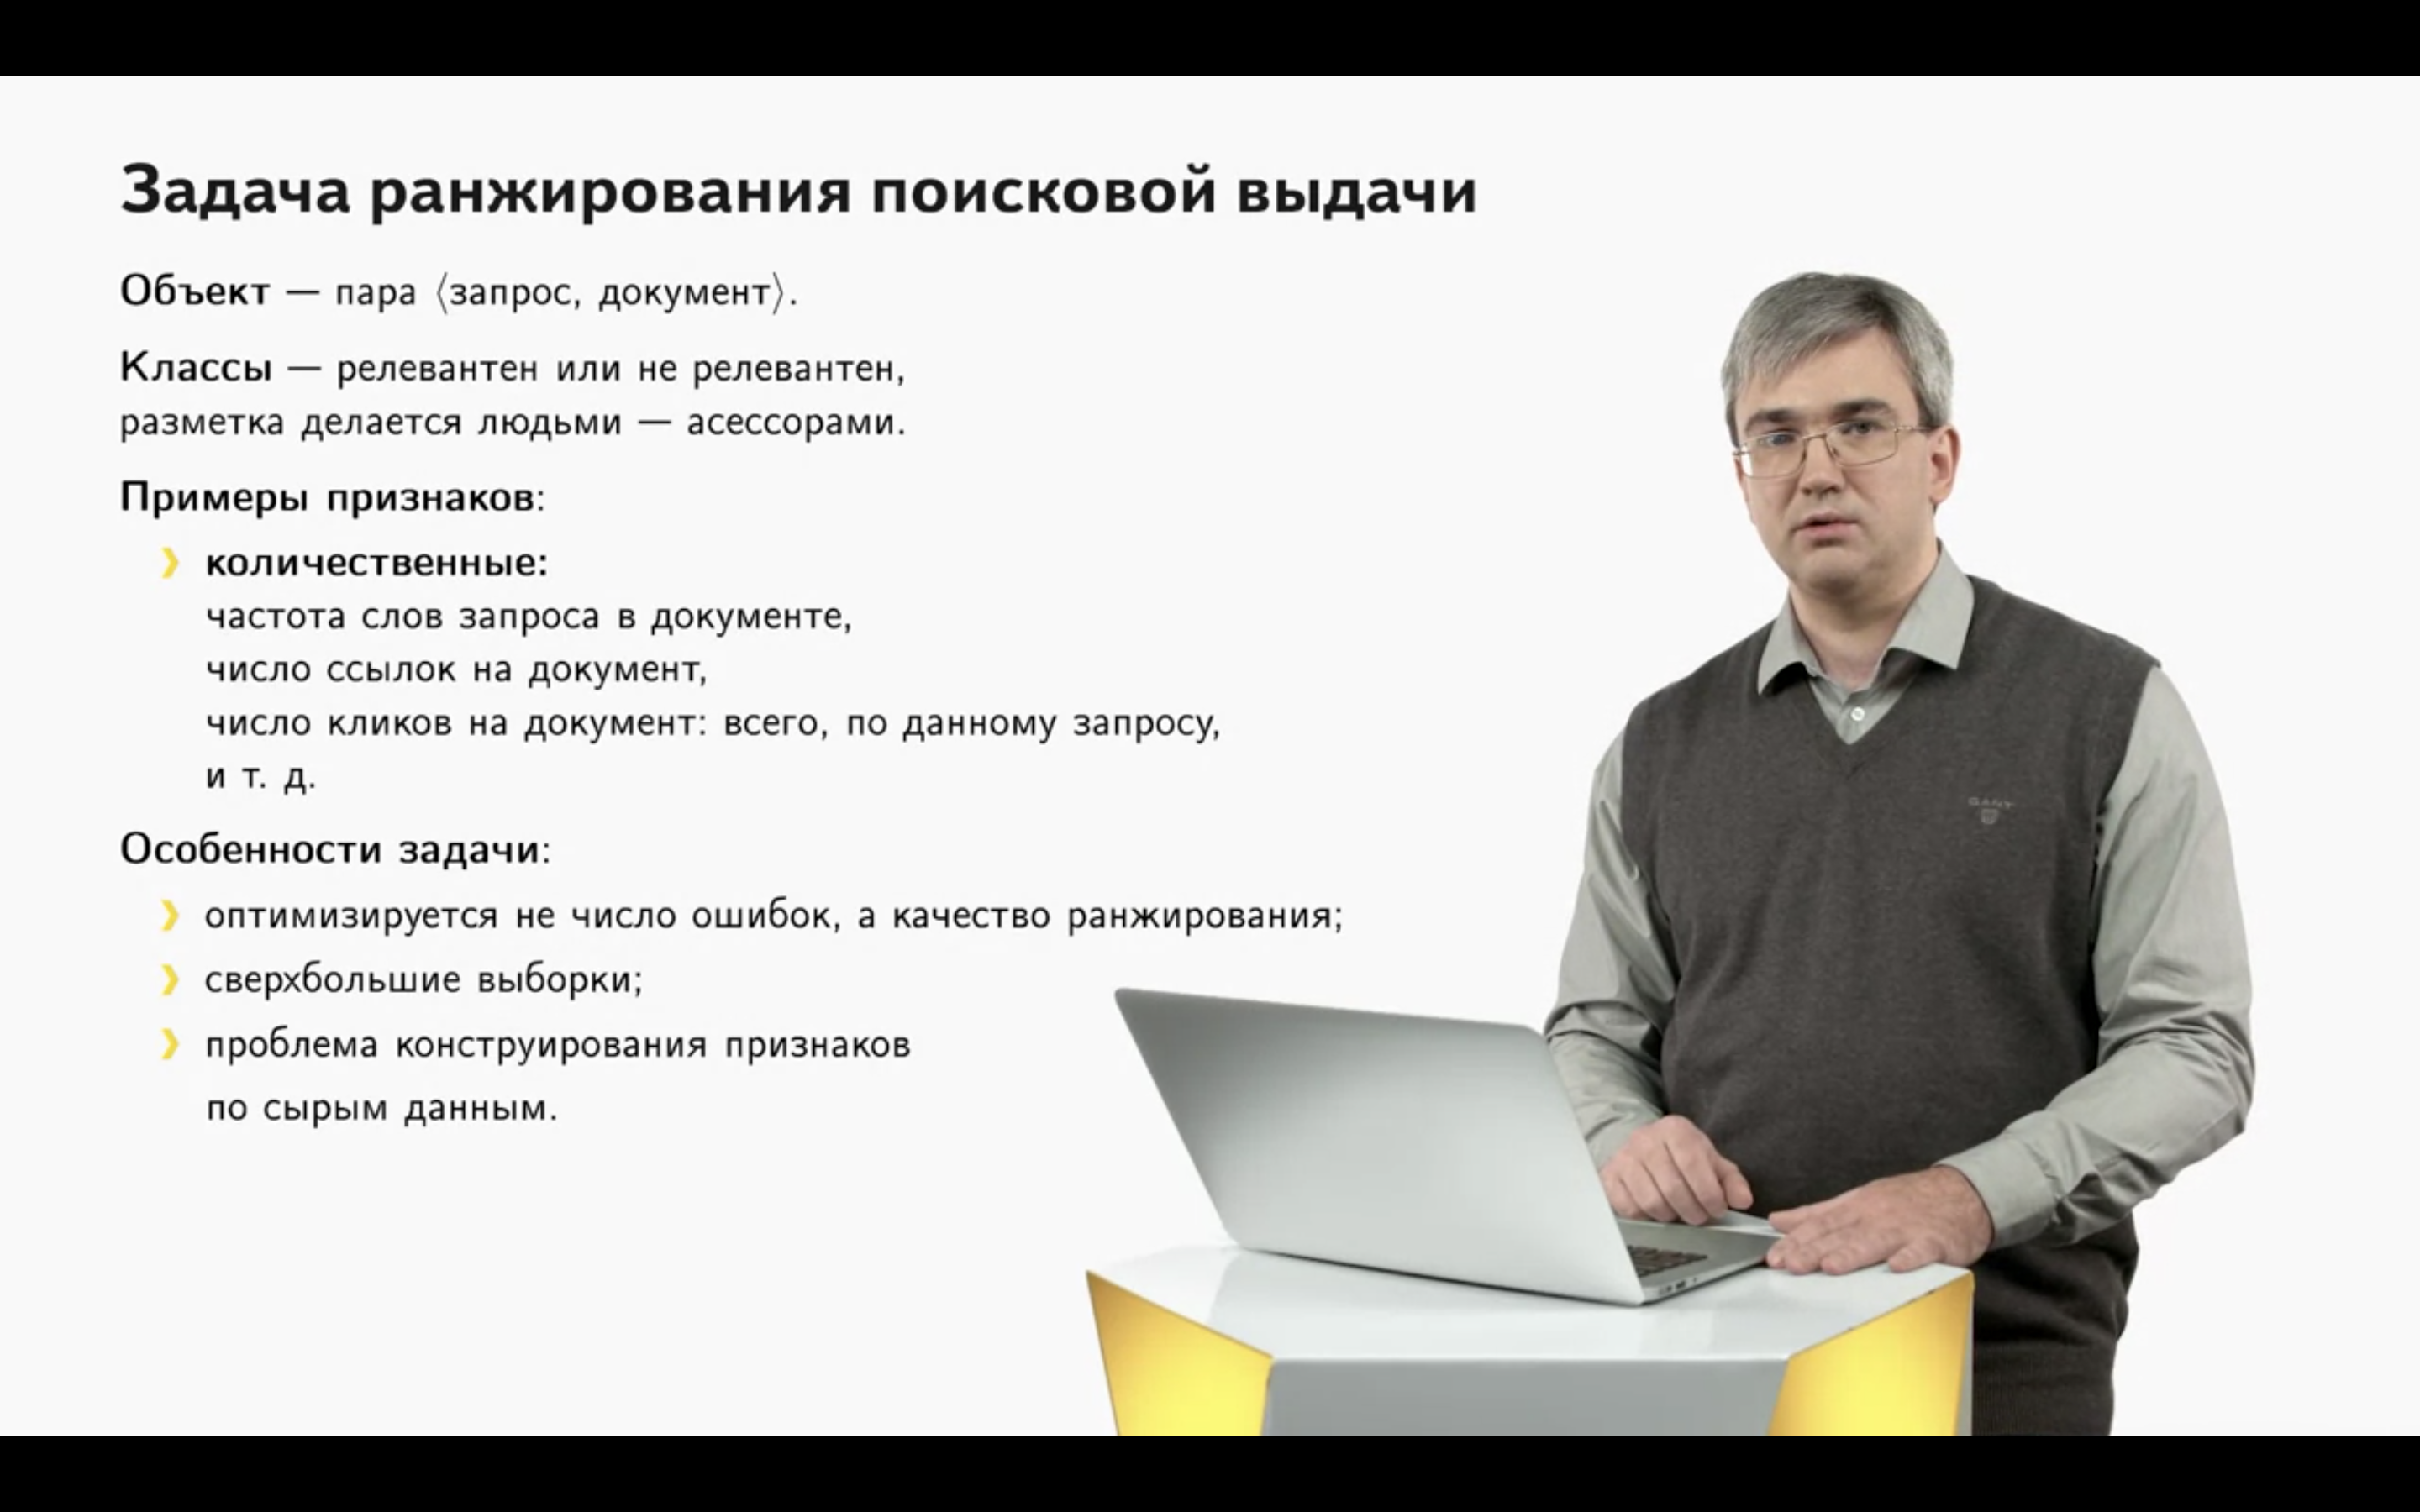 Задача ранжирования поисковой выдачи
Объект — пара ⟨запрос, документ⟩.
Классы — релевантен или не релевантен,
разметка делается людьми — асессорами.
Примеры признаков:
❯ количественные:
частота слов запроса в документе,
число ссылок на документ,
число кликов на документ: всего, по данному запросу,
и т. д.
Особенности задачи:
❯ оптимизируется не число ошибок, а качество ранжирования;
❯ сверхбольшие выборки;
❯ проблема конструирования признаков
по сырым данным.
GANT